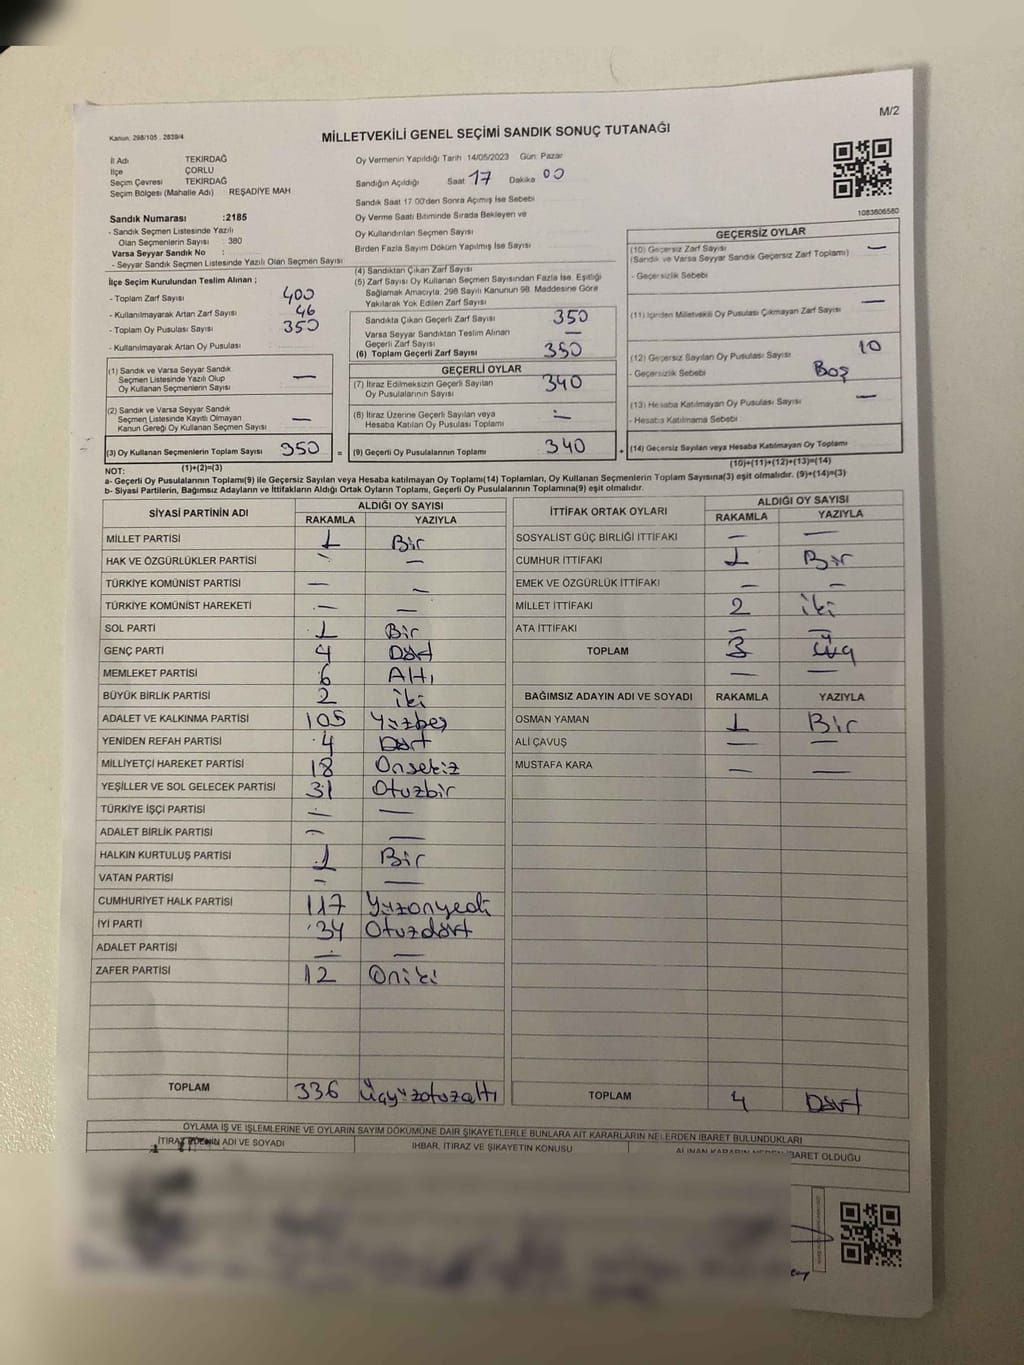 M/2
Kanun: 298/105 . 2839/4
MİLLETVEKİLİ GENEL SEÇİMİ SANDIK SONUÇ TUTANAĞI
İl Adı TEKİRDAĞ
İlçe ÇORLU
Seçim Çevresi TEKİRDAĞ
Seçim Bölgesi (Mahalle Adı) : REŞADİYE MAH
Sandık Numarası :2185
- Sandık Seçmen Listesinde Yazılı
Olan Seçmenlerin Sayısı : 380
Varsa Seyyar Sandık No :
- Seyyar Sandık Seçmen Listesinde Yazılı Olan Seçmen Sayısı
Oy Vermenin Yapıldığı Tarih 14/05/2023 Gün: Pazar
Sandığın Açıldığı Saat 17 Dakika 00
Sandık Saat 17.00'den Sonra Açımış İse Sebebi
Oy Verme Saati Bitiminde Sırada Bekleyen ve
Oy Kullandırılan Seçmen Sayısı
Birden Fazla Sayım Döküm Yapılmış İse Sayısı
1083606560
İlçe Seçim Kurulundan Teslim Alınan ;
- Toplam Zarf Sayısı 400
- Kullanılmayarak Artan Zarf Sayısı 46
- Toplam Oy Pusulası Sayısı 350
- Kullanılmayarak Artan Oy Pusulası
(1) Sandık ve Varsa Seyyar Sandık
Seçmen Listesinde Yazılı Olup
Oy Kullanan Seçmenlerin Sayısı —
(2) Sandık ve Varsa Seyyar Sandık
Seçmen Listesinde Kayıtlı Olmayan
Kanun Gereği Oy Kullanan Seçmen Sayısı —
(3) Oy Kullanan Seçmenlerin Toplam Sayısı 350
(1)+(2)=(3)
(4) Sandıktan Çıkan Zarf Sayısı
(5) Zarf Sayısı Oy Kullanan Seçmen Sayısından Fazla İse, Eşitliği
Sağlamak Amacıyla, 298 Sayılı Kanunun 98. Maddesine Göre
Yakılarak Yok Edilen Zarf Sayısı
Sandıkta Çıkan Geçerli Zarf Sayısı 350
Varsa Seyyar Sandıktan Teslim Alınan
Geçerli Zarf Sayısı —
(6) Toplam Geçerli Zarf Sayısı 350
GEÇERLİ OYLAR
(7) İtiraz Edilmeksizin Geçerli Sayılan
Oy Pusulalarının Sayısı 340
(8) İtiraz Üzerine Geçerli Sayılan veya
Hesaba Katılan Oy Pusulası Toplamı —
= (9) Geçerli Oy Pusulalarının Toplamı 340 +
GEÇERSİZ OYLAR
(10) Geçersiz Zarf Sayısı —
(Sandık ve Varsa Seyyar Sandık Geçersiz Zarf Toplamı)
- Geçersizlik Sebebi
(11) İçinden Milletvekili Oy Pusulası Çıkmayan Zarf Sayısı —
(12) Geçersiz Sayılan Oy Pusulası Sayısı 10
- Geçersizlik Sebebi Boş
(13) Hesaba Katılmayan Oy Pusulası Sayısı —
- Hesaba Katılmama Sebebi
(14) Geçersiz Sayılan veya Hesaba Katılmayan Oy Toplamı
(10)+(11)+(12)+(13)=(14)
NOT:
a- Geçerli Oy Pusulalarının Toplamı(9) ile Geçersiz Sayılan veya Hesaba katılmayan Oy Toplamı(14) Toplamları, Oy Kullanan Seçmenlerin Toplam Sayısına(3) eşit olmalıdır. (9)+(14)=(3)
b- Siyasi Partilerin, Bağımsız Adayların ve İttifakların Aldığı Ortak Oyların Toplamı, Geçerli Oy Pusulalarının Toplamına(9) eşit olmalıdır.
SİYASİ PARTİNİN ADI ALDIĞI OY SAYISI
RAKAMLA YAZIYLA
MİLLET PARTİSİ 1 Bir
HAK VE ÖZGÜRLÜKLER PARTİSİ — —
TÜRKİYE KOMÜNİST PARTİSİ — —
TÜRKİYE KOMÜNİST HAREKETİ — —
SOL PARTİ 1 Bir
GENÇ PARTİ 4 Dört
MEMLEKET PARTİSİ 6 Altı
BÜYÜK BİRLİK PARTİSİ 2 iki
ADALET VE KALKINMA PARTİSİ 105 Yüzbeş
YENİDEN REFAH PARTİSİ 4 Dört
MİLLİYETÇİ HAREKET PARTİSİ 18 Onsekiz
YEŞİLLER VE SOL GELECEK PARTİSİ 31 Otuzbir
TÜRKİYE İŞÇİ PARTİSİ — —
ADALET BİRLİK PARTİSİ — —
HALKIN KURTULUŞ PARTİSİ 1 Bir
VATAN PARTİSİ — —
CUMHURİYET HALK PARTİSİ 117 Yüzonyedi
İYİ PARTİ 34 Otuzdört
ADALET PARTİSİ — —
ZAFER PARTİSİ 12 Oniki
TOPLAM 336 Üçyüzotuzaltı
İTTİFAK ORTAK OYLARI ALDIĞI OY SAYISI
RAKAMLA YAZIYLA
SOSYALİST GÜÇ BİRLİĞİ İTTİFAKI — —
CUMHUR İTTİFAKI 1 Bir
EMEK VE ÖZGÜRLÜK İTTİFAKI — —
MİLLET İTTİFAKI 2 iki
ATA İTTİFAKI — —
TOPLAM 3 üç
— —
BAĞIMSIZ ADAYIN ADI VE SOYADI RAKAMLA YAZIYLA
OSMAN YAMAN 1 Bir
ALİ ÇAVUŞ — —
MUSTAFA KARA — —
TOPLAM 4 Dört
OYLAMA İŞ VE İŞLEMLERİNE VE OYLARIN SAYIM DÖKÜMÜNE DAİR ŞİKAYETLERLE BUNLARA AİT KARARLARIN NELERDEN İBARET BULUNDUKLARI
İTİRAZ EDENİN ADI VE SOYADI İHBAR, İTİRAZ VE ŞİKAYETİN KONUSU ALINAN KARARIN NEDEN İBARET OLDUĞU